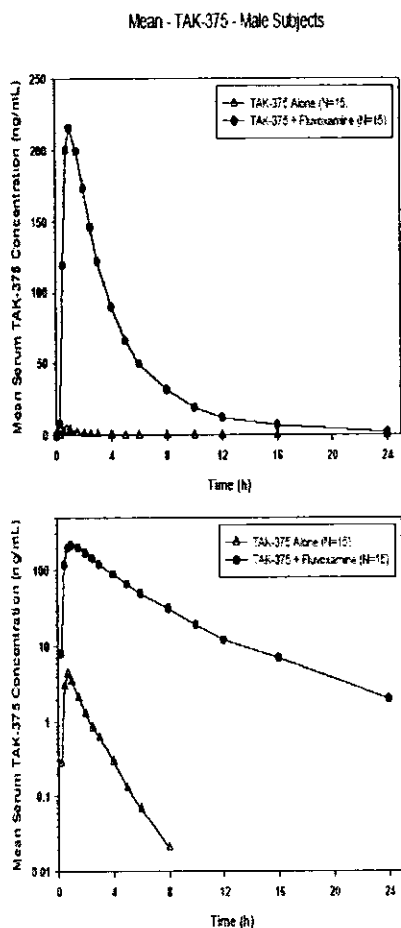 Mean - TAK-375 - Male Subjects
Mean Serum TAK-375 Concentration (ng/mL)
250
200
150
100
50
0
TAK-375 Alone (N=15)
TAK-375 + Fluvoxamine (N=15)
0 4 8 12 16 20 24
Time (h)
Mean Serum TAK-375 Concentration (ng/mL)
100
10
1
0.1
0.01
TAK-375 Alone (N=15)
TAK-375 + Fluvoxamine (N=15)
0 4 8 12 16 20 24
Time (h)